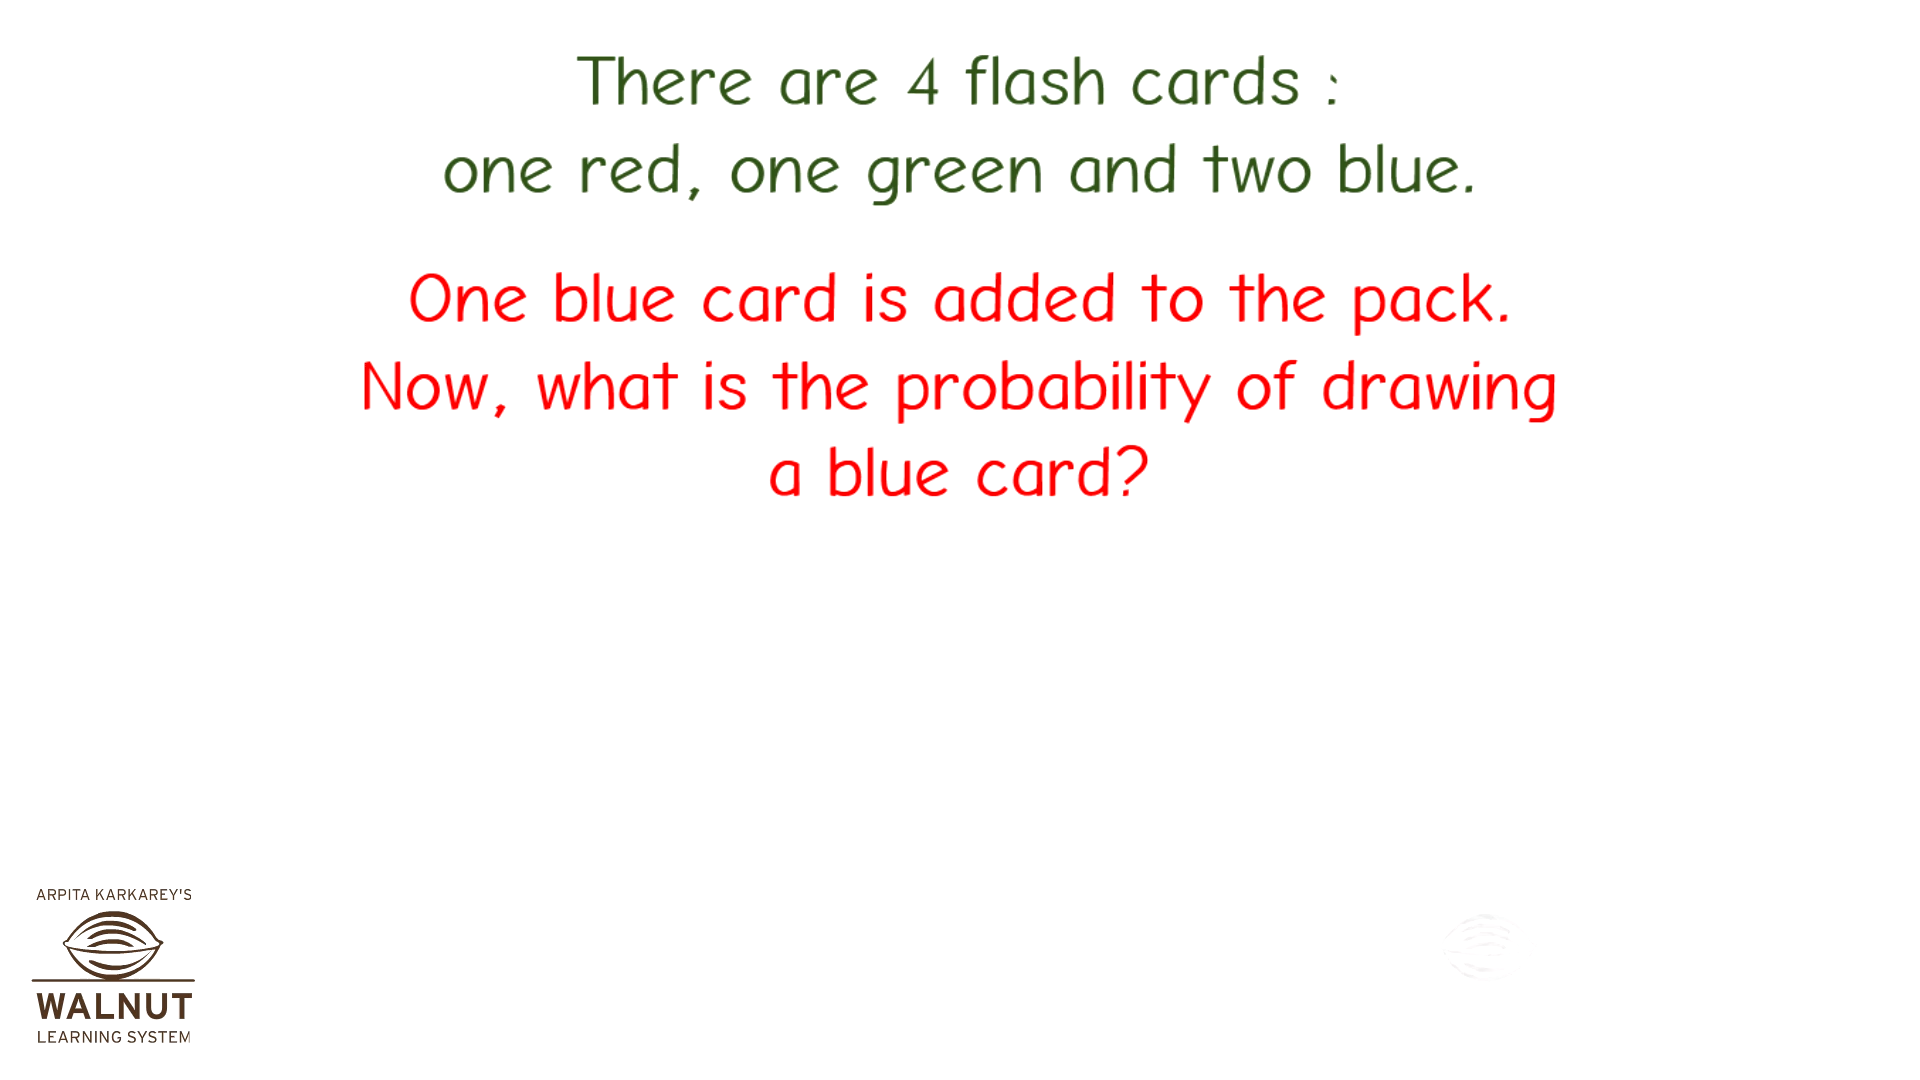 There are 4 flash cards :
one red, one green and two blue.
One blue card is added to the pack.
Now, what is the probability of drawing
a blue card?
ARPITA KARKAREY'S
WALNUT
LEARNING SYSTEM